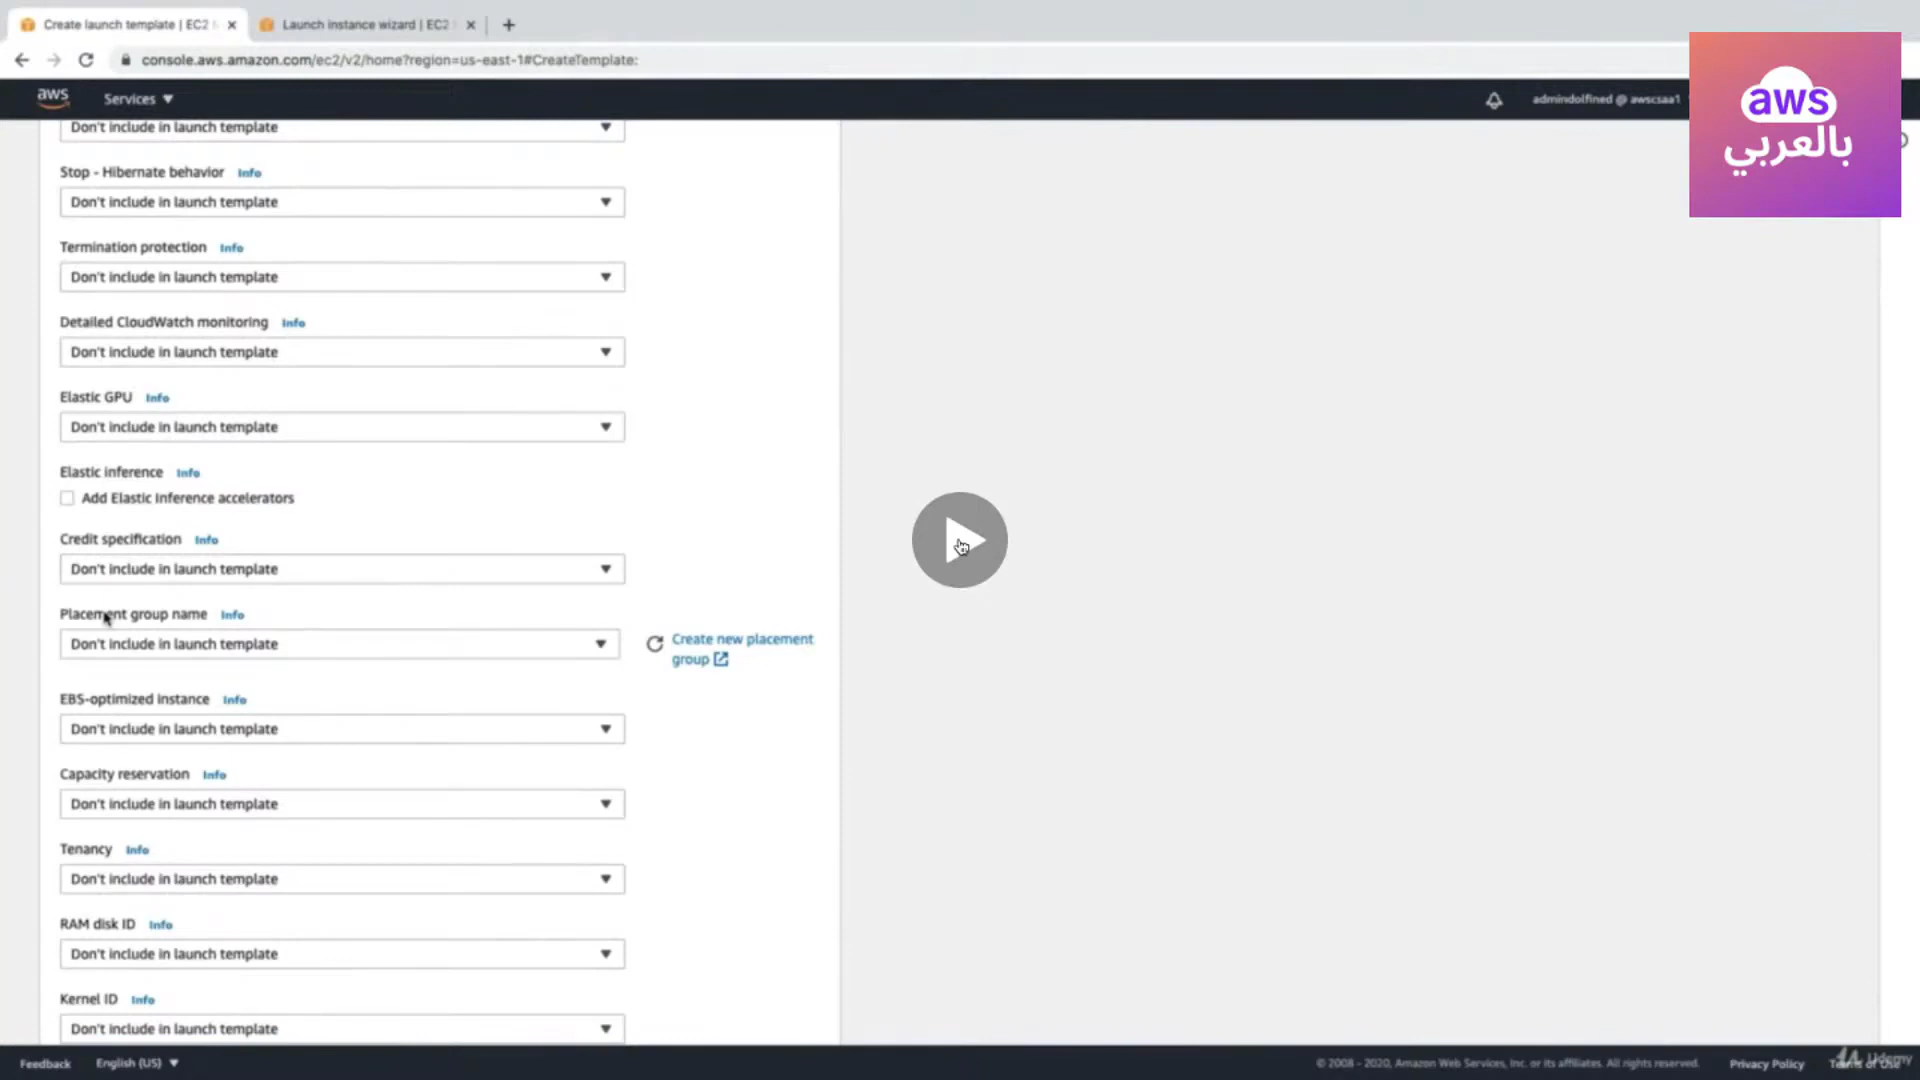 Create launch template | EC2
Launch instance wizard | EC2
console.aws.amazon.com/ec2/v2/home?region=us-east-1#CreateTemplate:
aws
Services
admindolfined @ awscsaa1
aws
بالعربي
Don't include in launch template
Stop - Hibernate behavior Info
Don't include in launch template
Termination protection Info
Don't include in launch template
Detailed CloudWatch monitoring Info
Don't include in launch template
Elastic GPU Info
Don't include in launch template
Elastic inference Info
Add Elastic Inference accelerators
Credit specification Info
Don't include in launch template
Placement group name Info
Don't include in launch template
Create new placement
group
EBS-optimized instance Info
Don't include in launch template
Capacity reservation Info
Don't include in launch template
Tenancy Info
Don't include in launch template
RAM disk ID Info
Don't include in launch template
Kernel ID Info
Don't include in launch template
Feedback English (US)
© 2008 - 2020, Amazon Web Services, Inc. or its affiliates. All rights reserved. Privacy Policy Terms of Use
Udemy